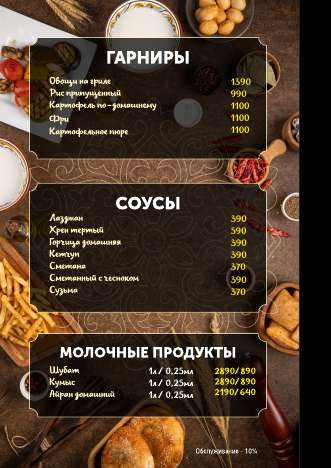 ГАРНИРЫ
Овощи на гриле 1390
Рис припущенный 990
Картофель по-домашнему 1100
Фри 1100
Картофельное пюре 1100
СОУСЫ
Лаззжан 390
Хрен тертый 590
Горчица домашняя 390
Кетчуп 390
Сметана 370
Сметанный с чесноком 390
Сузьма 370
МОЛОЧНЫЕ ПРОДУКТЫ
Шубат 1л/ 0,25мл 2890/890
Кумыс 1л/ 0,25мл 2890/890
Айран домашний 1л/ 0,25мл 2190/640
Обслуживание - 10%